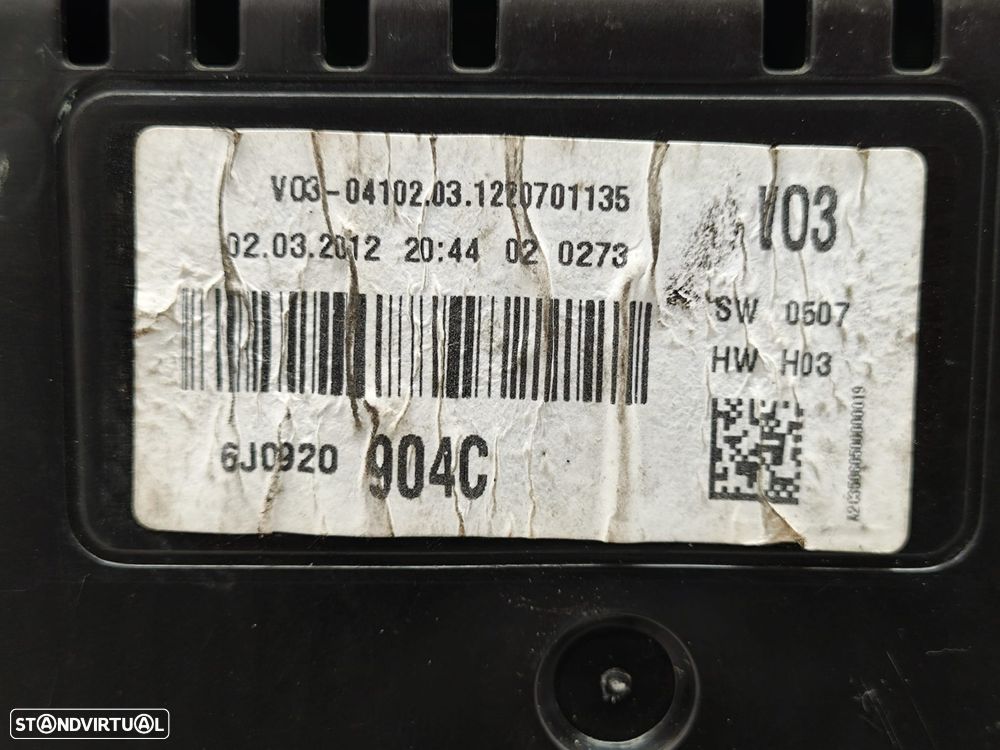 V03-04102.03.1220701135
02.03.2012 20:44 02 0273
V03
SW 0507
HW H03
6J0920 904C
STANDVIRTUAL